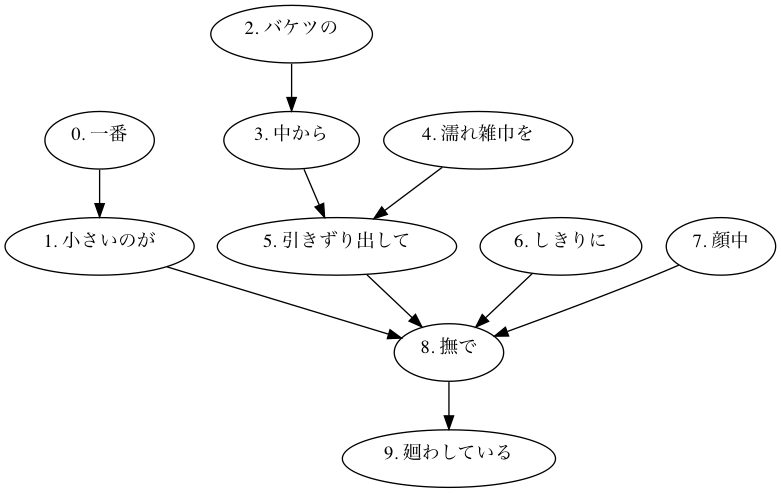 2. バケツの
0. 一番
3. 中から
4. 濡れ雑巾を
1. 小さいのが
5. 引きずり出して
6. しきりに
7. 顔中
8. 撫で
9. 廻わしている